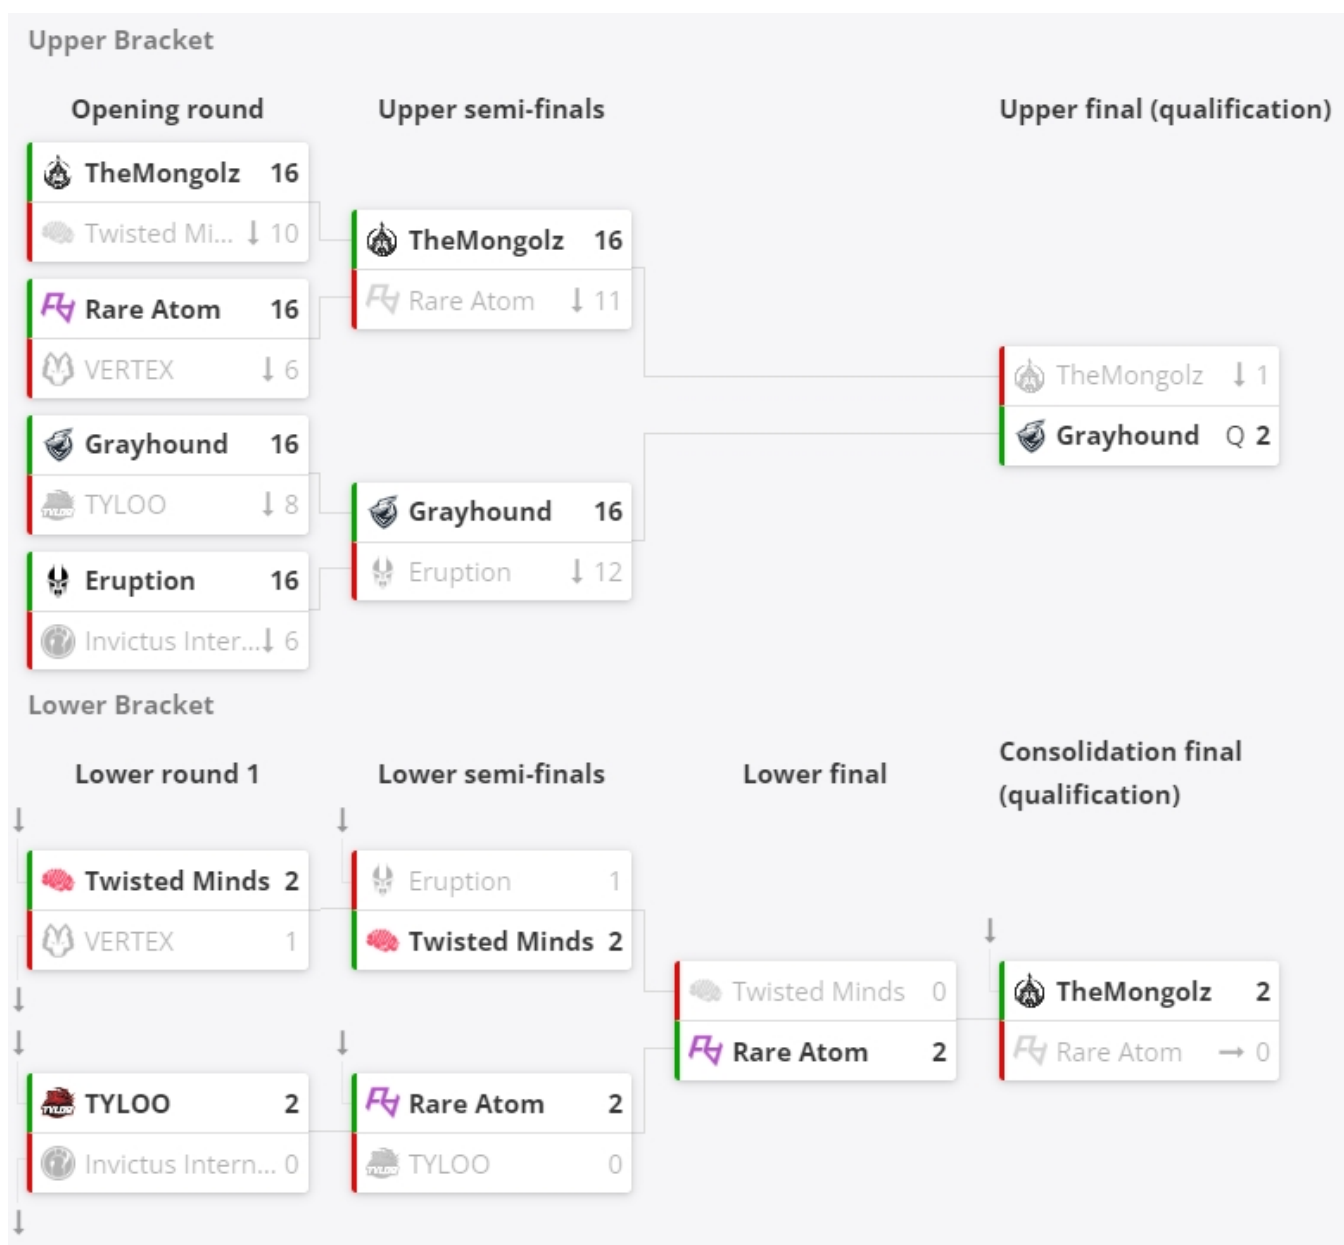 Upper Bracket
Opening round Upper semi-finals Upper final (qualification)
TheMongolz 16
Twisted Mi... ↓ 10
Rare Atom 16
VERTEX ↓ 6
Grayhound 16
TYLOO ↓ 8
Eruption 16
Invictus Inter...↓ 6
TheMongolz 16
Rare Atom ↓ 11
Grayhound 16
Eruption ↓ 12
TheMongolz ↓ 1
Grayhound Q 2
Lower Bracket
Lower round 1 Lower semi-finals Lower final
Consolidation final
(qualification)
Twisted Minds 2
VERTEX 1
TYLOO 2
Invictus Intern... 0
Eruption 1
Twisted Minds 2
Rare Atom 2
TYLOO 0
Twisted Minds 0
Rare Atom 2
TheMongolz 2
Rare Atom → 0